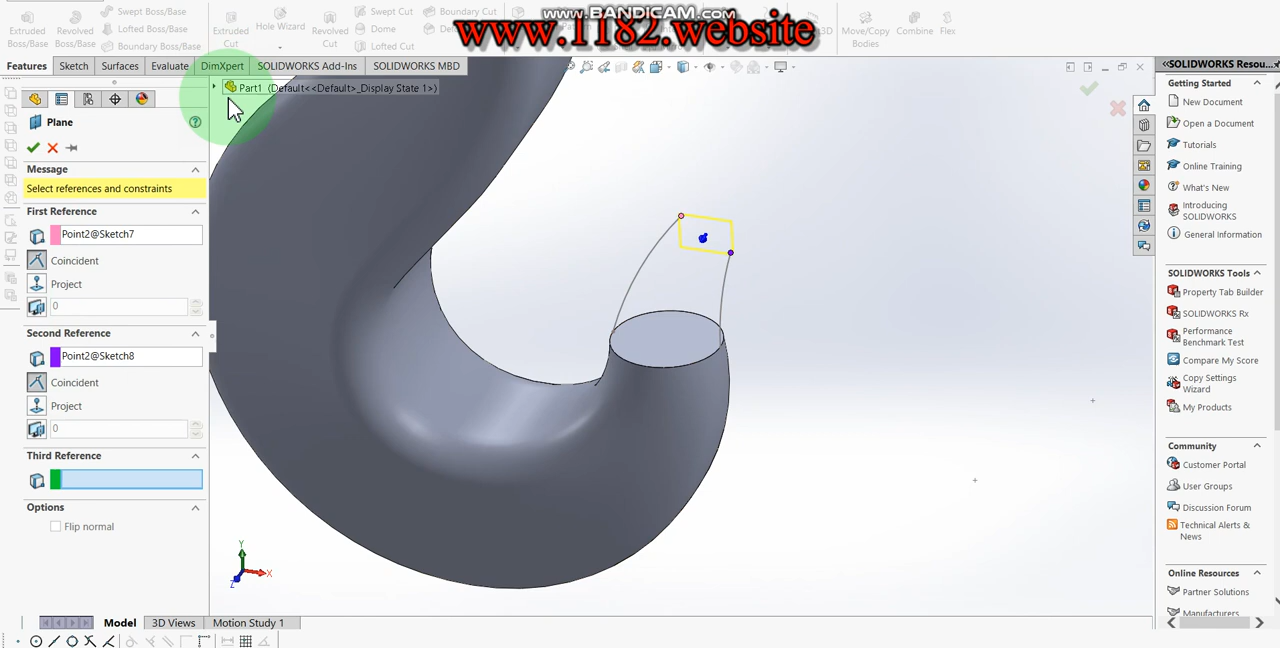 www.BANDICAM.com
www.1182.website
Extruded Boss/Base
Revolved Boss/Base
Swept Boss/Base
Lofted Boss/Base
Boundary Boss/Base
Extruded Cut
Hole Wizard
Revolved Cut
Swept Cut
Dome
Lofted Cut
Boundary Cut
Move/Copy Bodies
Combine
Flex
Features
Sketch
Surfaces
Evaluate
DimXpert
SOLIDWORKS Add-Ins
SOLIDWORKS MBD
Part1 (Default<<Default>_Display State 1>)
Plane
Message
Select references and constraints
First Reference
Point2@Sketch7
Coincident
Project
0
Second Reference
Point2@Sketch8
Coincident
Project
0
Third Reference
Options
Flip normal
Y
X
Z
Model
3D Views
Motion Study 1
SOLIDWORKS Resou...
Getting Started
New Document
Open a Document
Tutorials
Online Training
What's New
Introducing SOLIDWORKS
General Information
SOLIDWORKS Tools
Property Tab Builder
SOLIDWORKS Rx
Performance Benchmark Test
Compare My Score
Copy Settings Wizard
My Products
Community
Customer Portal
User Groups
Discussion Forum
Technical Alerts & News
Online Resources
Partner Solutions
Manufacturers